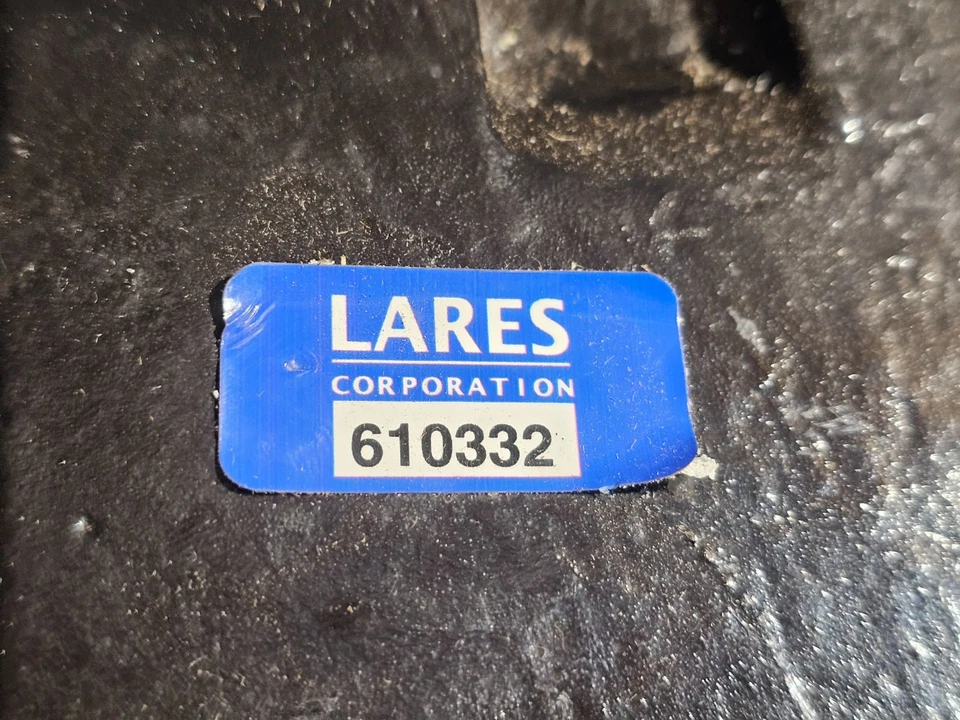 LARES
CORPORATION
610332